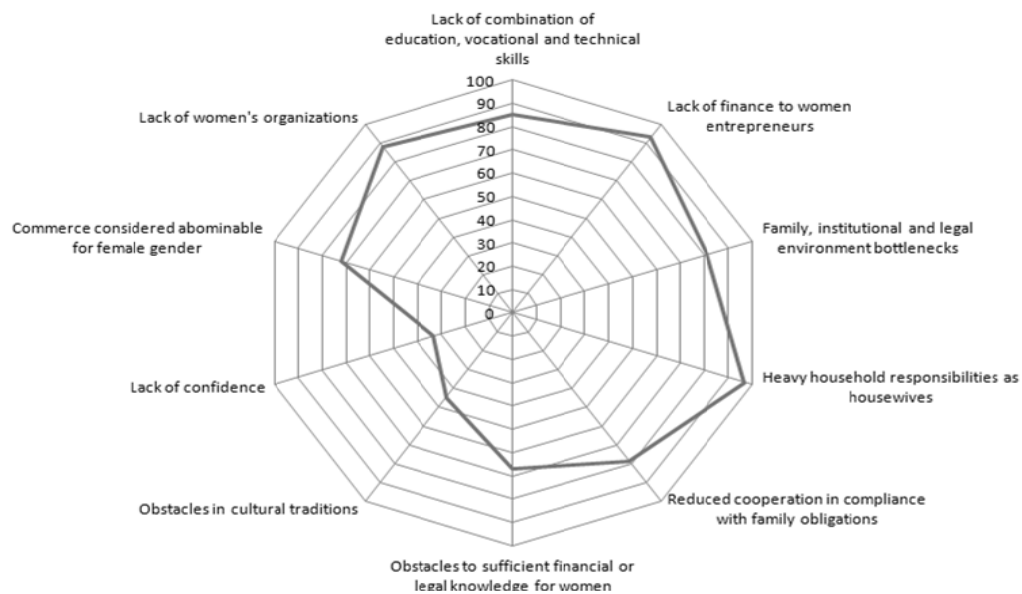 Lack of combination of
education, vocational and technical
skills
100
90
80
70
60
50
40
30
20
10
0
Lack of finance to women
entrepreneurs
Family, institutional and legal
environment bottlenecks
Heavy household responsibilities as
housewives
Reduced cooperation in compliance
with family obligations
Obstacles to sufficient financial or
legal knowledge for women
Obstacles in cultural traditions
Lack of confidence
Commerce considered abominable
for female gender
Lack of women's organizations